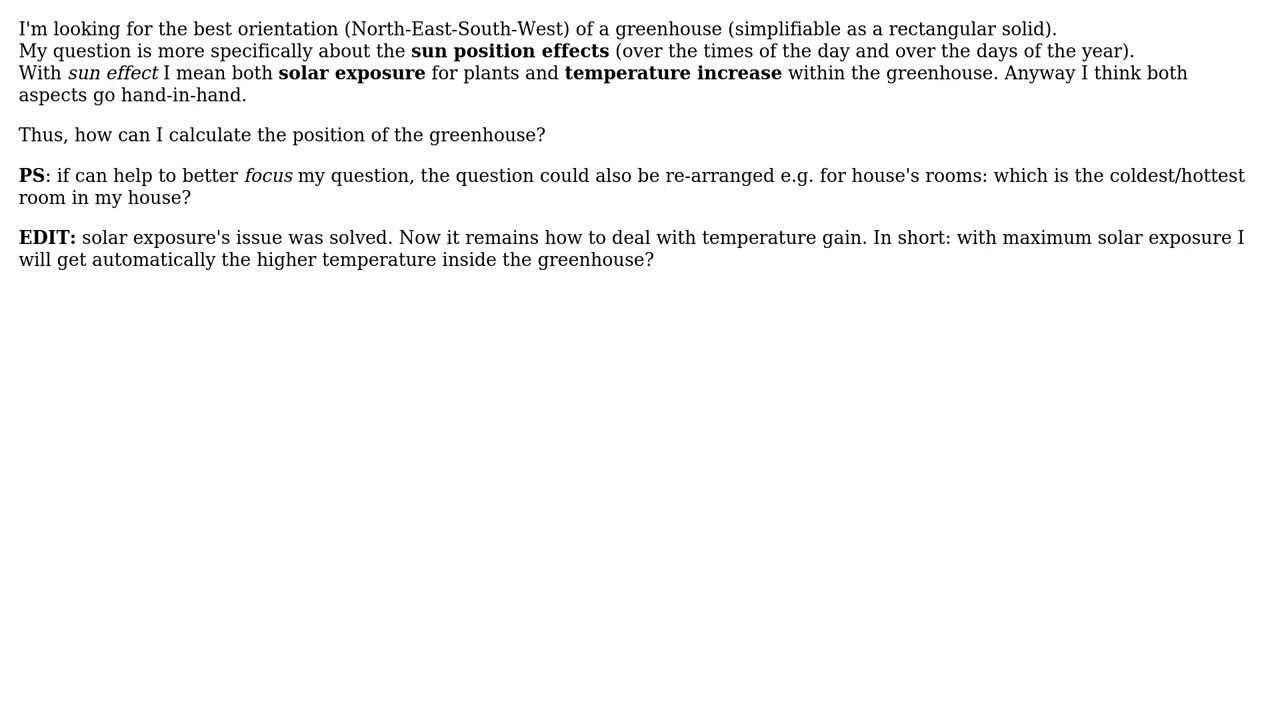 I'm looking for the best orientation (North-East-South-West) of a greenhouse (simplifiable as a rectangular solid).
My question is more specifically about the sun position effects (over the times of the day and over the days of the year).
With sun effect I mean both solar exposure for plants and temperature increase within the greenhouse. Anyway I think both
aspects go hand-in-hand.
Thus, how can I calculate the position of the greenhouse?
PS: if can help to better focus my question, the question could also be re-arranged e.g. for house's rooms: which is the coldest/hottest
room in my house?
EDIT: solar exposure's issue was solved. Now it remains how to deal with temperature gain. In short: with maximum solar exposure I
will get automatically the higher temperature inside the greenhouse?